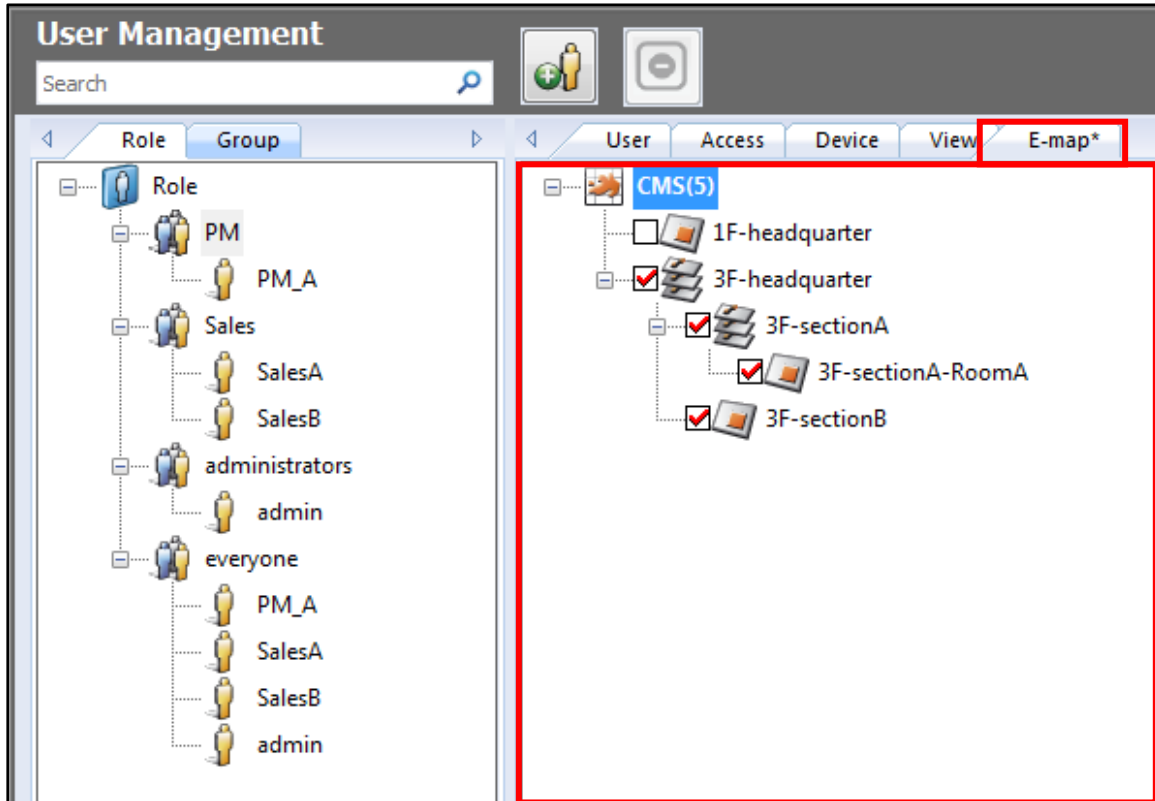 User Management
Search
Role Group
User Access Device View E-map*
Role
PM
PM_A
Sales
SalesA
SalesB
administrators
admin
everyone
PM_A
SalesA
SalesB
admin
CMS(5)
1F-headquarter
3F-headquarter
3F-sectionA
3F-sectionA-RoomA
3F-sectionB